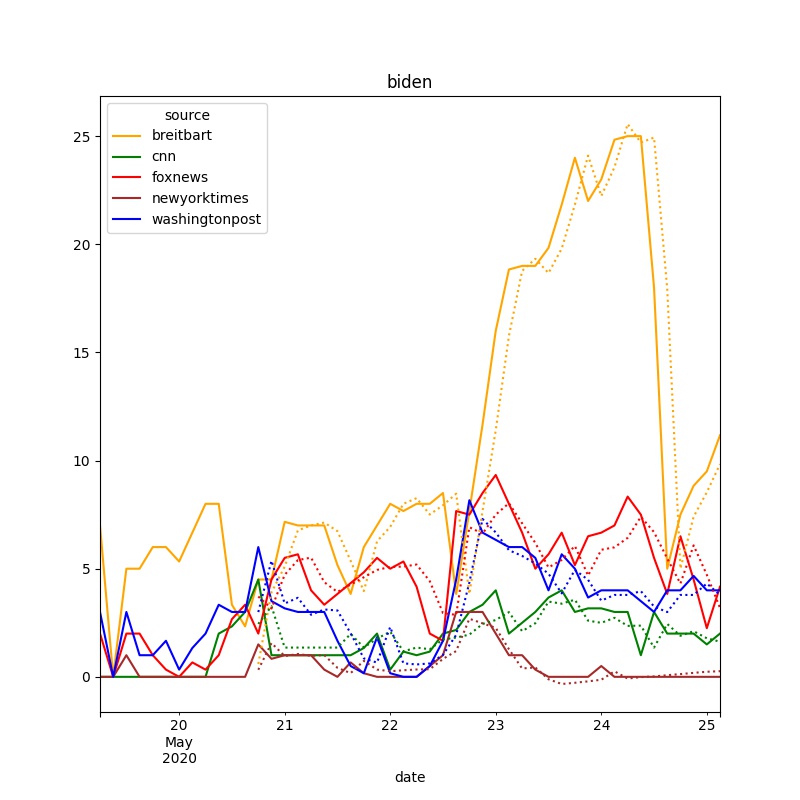 biden
source
breitbart
cnn
foxnews
newyorktimes
washingtonpost
25
20
15
10
5
0
20
May
2020
21
22
23
24
25
date